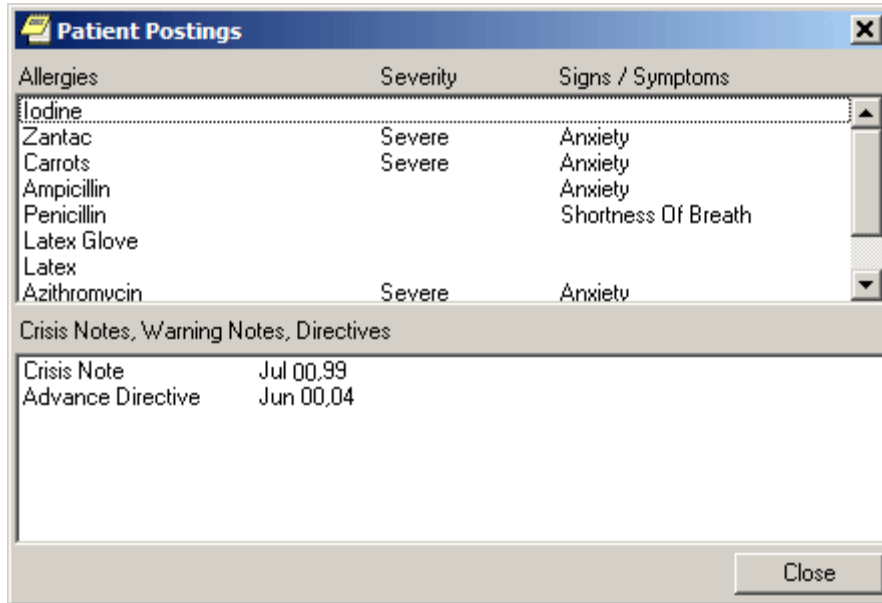 Patient Postings
Allergies Severity Signs / Symptoms
Iodine
Zantac Severe Anxiety
Carrots Severe Anxiety
Ampicillin Anxiety
Penicillin Shortness Of Breath
Latex Glove
Latex
Azithromycin Severe Anxiety
Crisis Notes, Warning Notes, Directives
Crisis Note Jul 00,99
Advance Directive Jun 00,04
Close